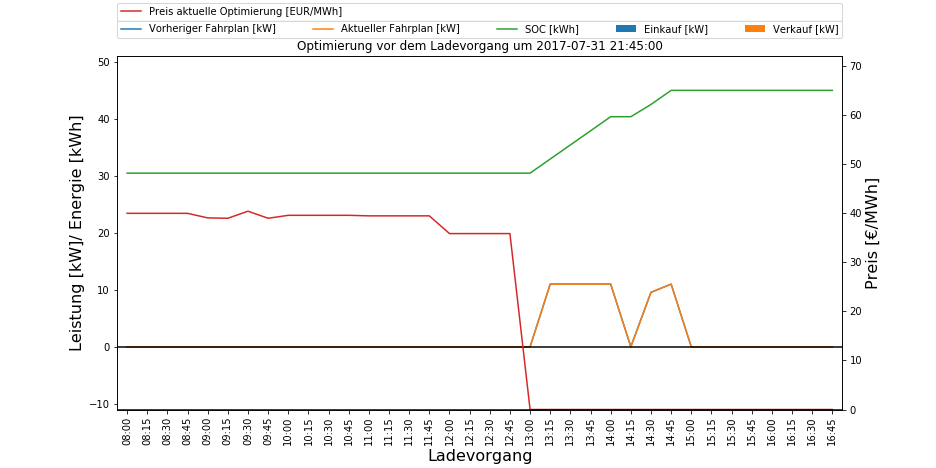 Preis aktuelle Optimierung [EUR/MWh]
Vorheriger Fahrplan [kW] Aktueller Fahrplan [kW] SOC [kWh] Einkauf [kW] Verkauf [kW]
Optimierung vor dem Ladevorgang um 2017-07-31 21:45:00
Leistung [kW]/ Energie [kWh]
50
40
30
20
10
0
−10
70
60
50
40
30
20
10
0
Preis [€/MWh]
08:00 08:15 08:30 08:45 09:00 09:15 09:30 09:45 10:00 10:15 10:30 10:45 11:00 11:15 11:30 11:45 12:00 12:15 12:30 12:45 13:00 13:15 13:30 13:45 14:00 14:15 14:30 14:45 15:00 15:15 15:30 15:45 16:00 16:15 16:30 16:45
Ladevorgang